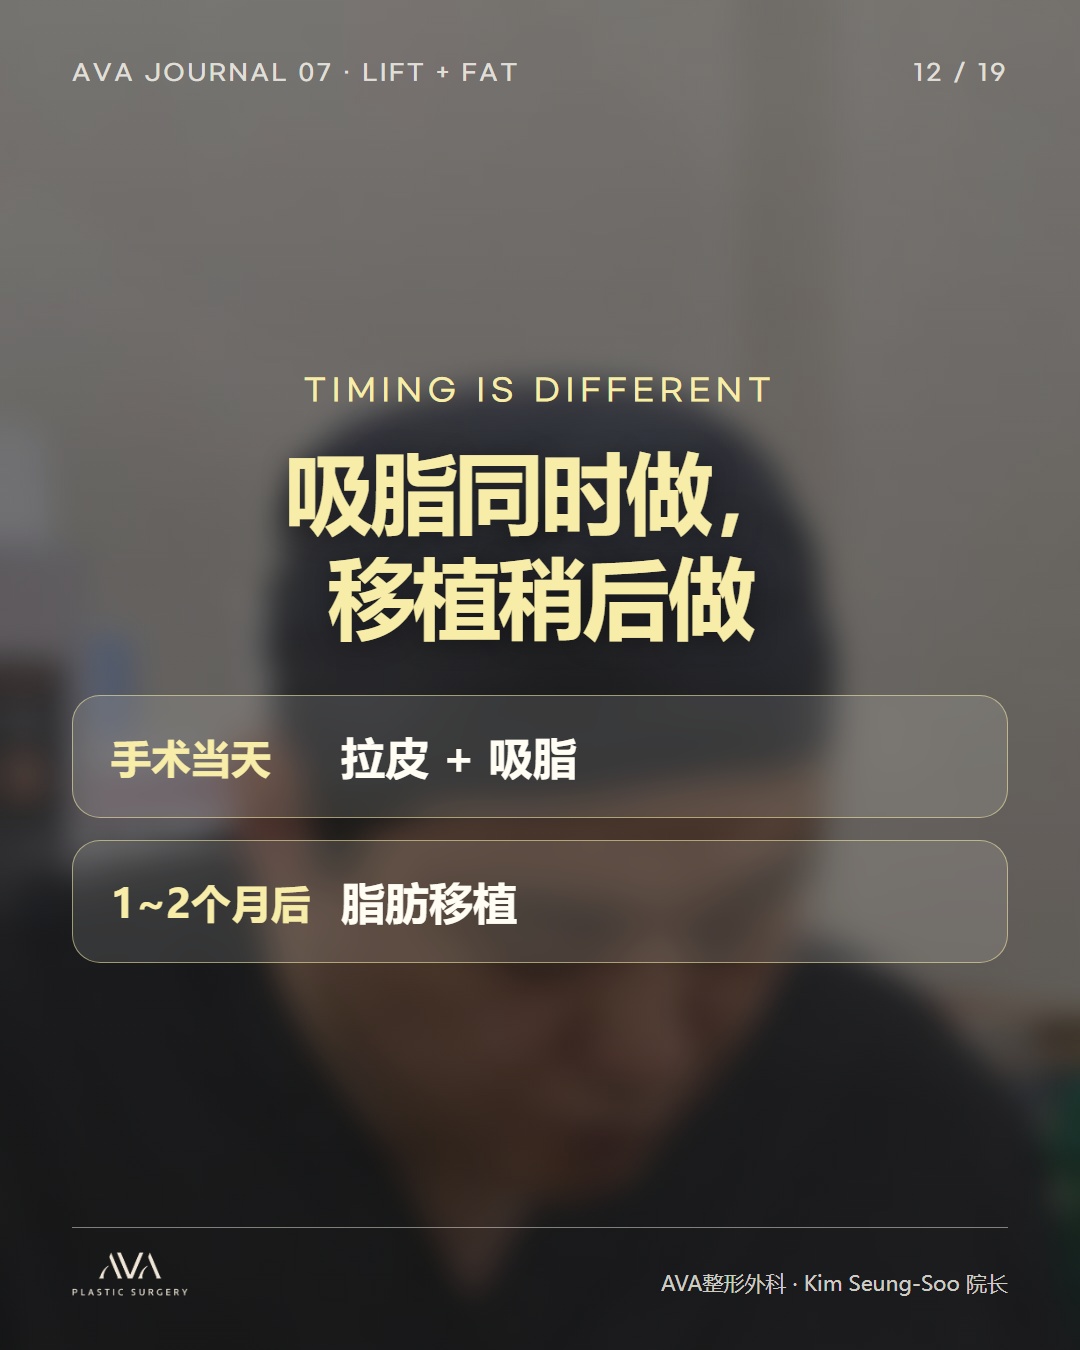 AVA JOURNAL 07 · LIFT + FAT
12 / 19
TIMING IS DIFFERENT
吸脂同时做,
移植稍后做
手术当天 拉皮 + 吸脂
1~2个月后 脂肪移植
AVA
PLASTIC SURGERY
AVA整形外科 · Kim Seung-Soo 院长